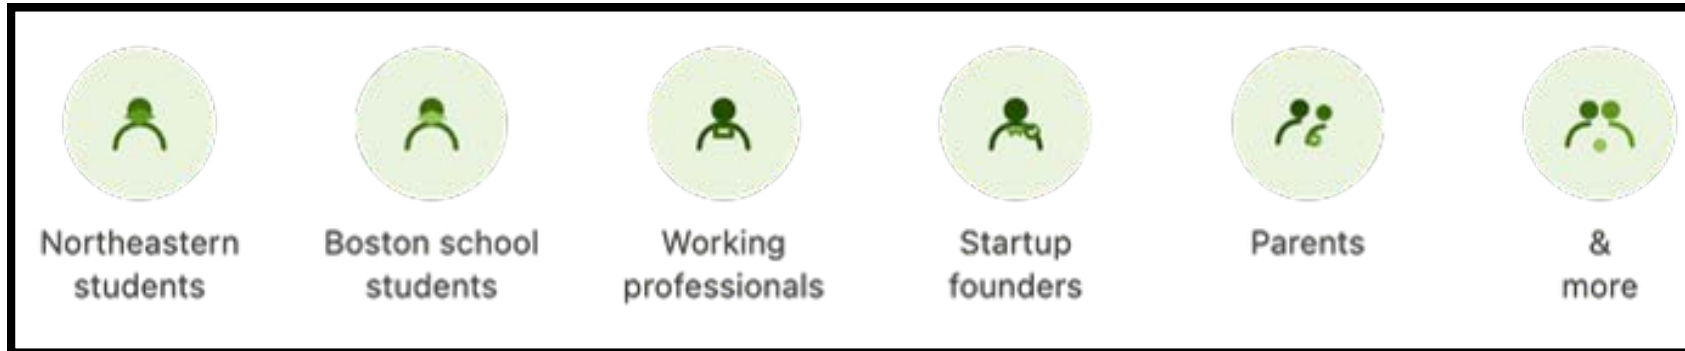 Northeastern
students
Boston school
students
Working
professionals
Startup
founders
Parents
&
more